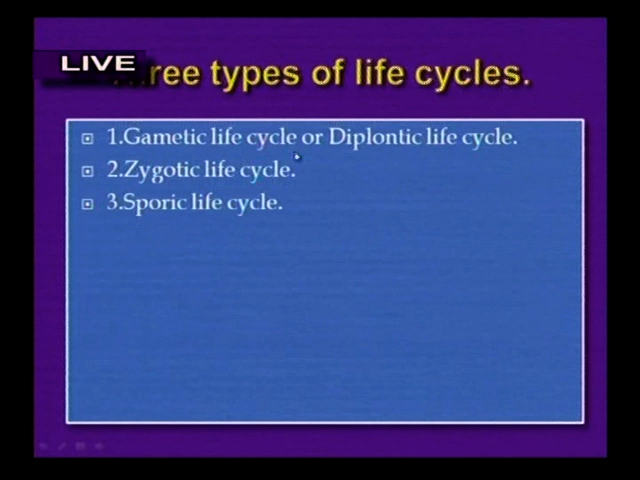 LIVE
Three types of life cycles.
1.Gametic life cycle or Diplontic life cycle.
2.Zygotic life cycle.
3.Sporic life cycle.